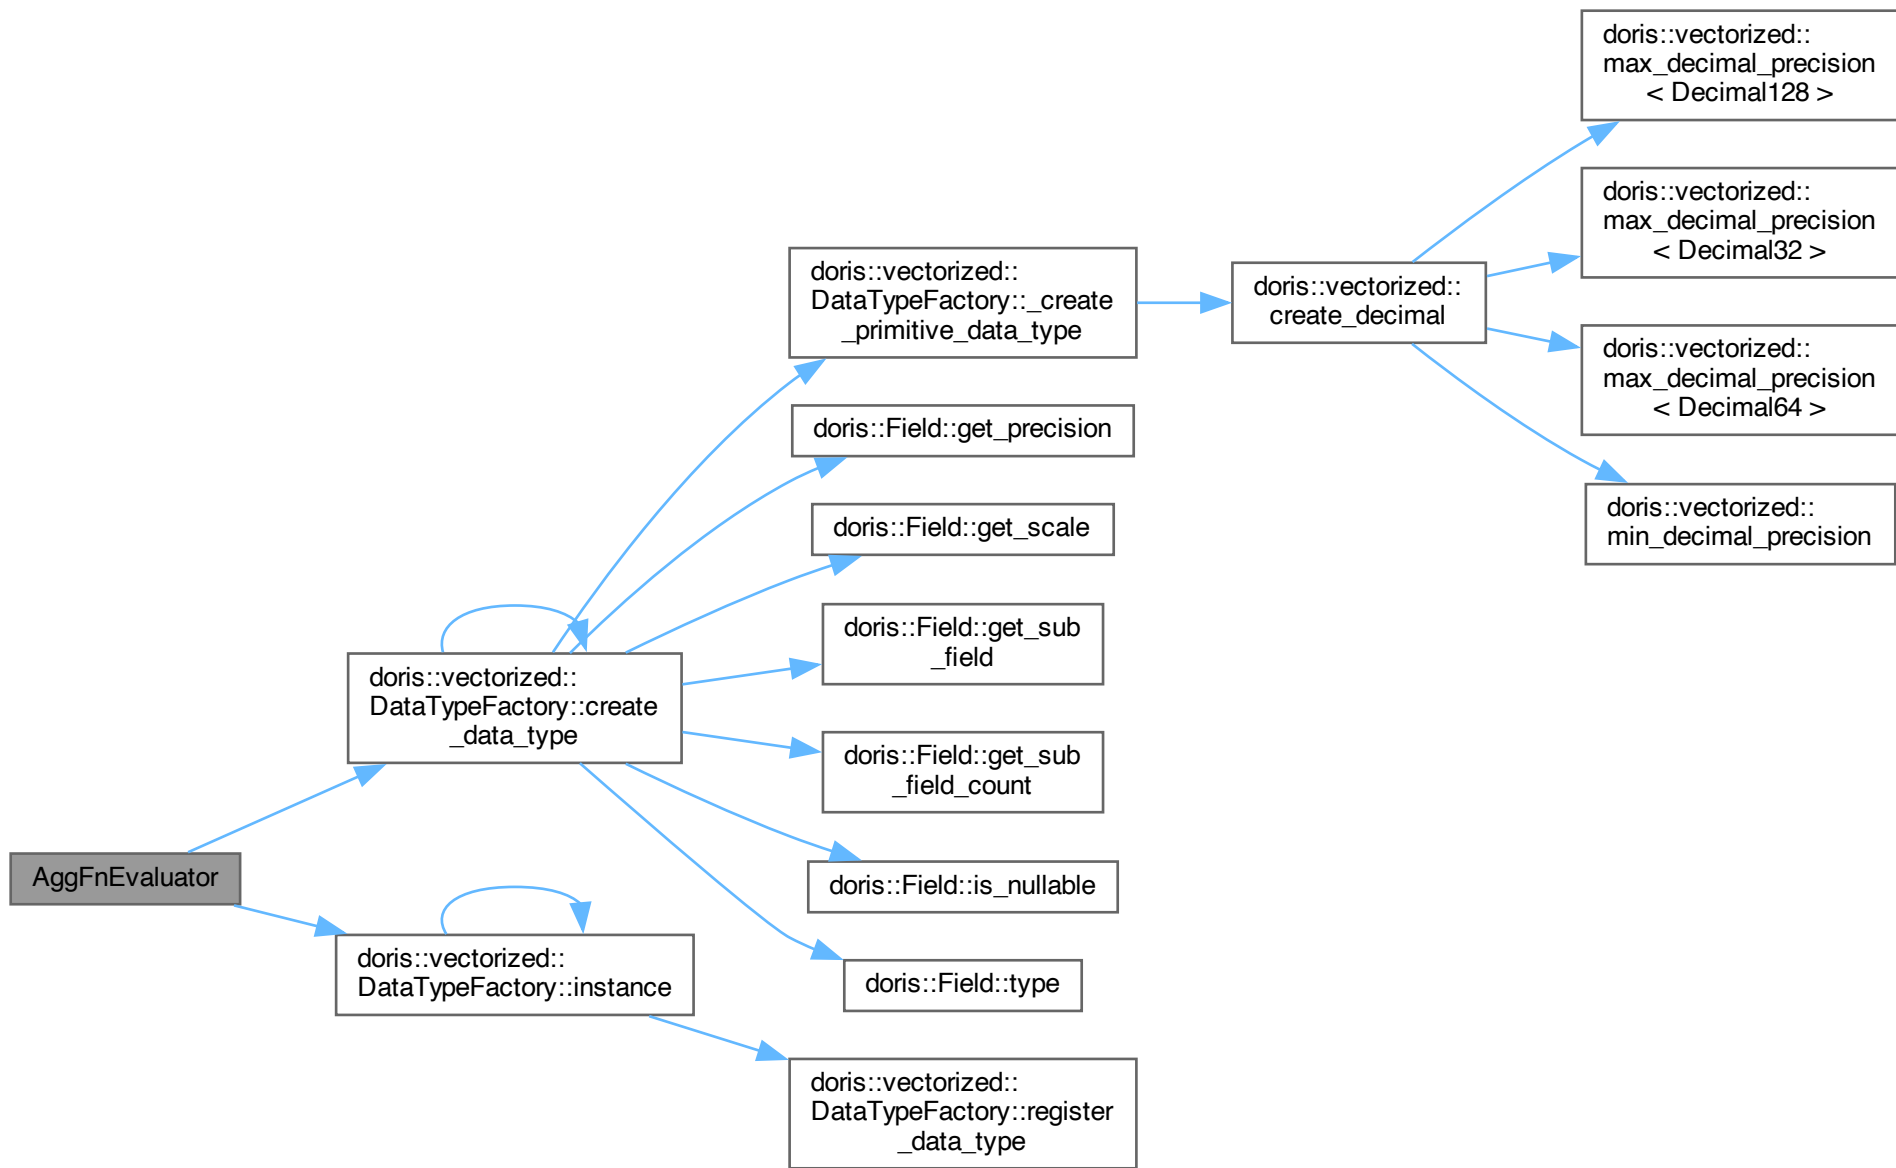 AggFnEvaluator
doris::vectorized::
DataTypeFactory::create
_data_type
doris::vectorized::
DataTypeFactory::instance
doris::vectorized::
DataTypeFactory::_create
_primitive_data_type
doris::Field::get_precision
doris::Field::get_scale
doris::Field::get_sub
_field
doris::Field::get_sub
_field_count
doris::Field::is_nullable
doris::Field::type
doris::vectorized::
DataTypeFactory::register
_data_type
doris::vectorized::
create_decimal
doris::vectorized::
max_decimal_precision
< Decimal128 >
doris::vectorized::
max_decimal_precision
< Decimal32 >
doris::vectorized::
max_decimal_precision
< Decimal64 >
doris::vectorized::
min_decimal_precision